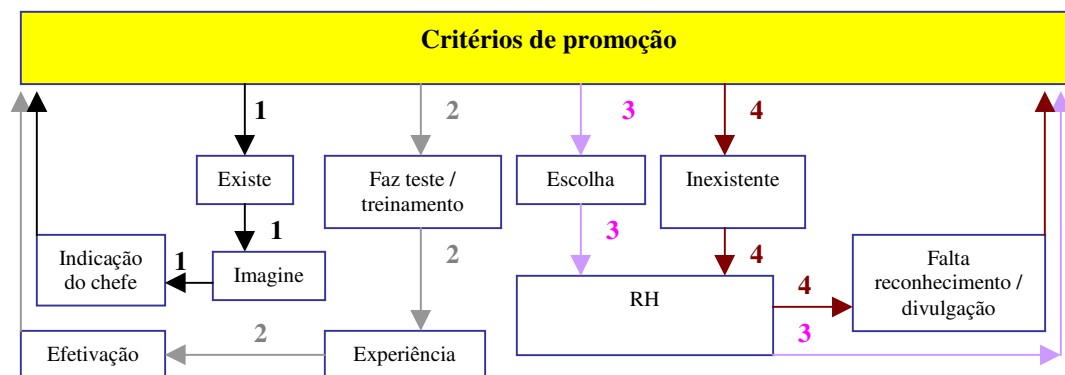 Critérios de promoção
1
2
3
4
Existe
Faz teste /
treinamento
Escolha
Inexistente
1
3
2
4
Indicação
do chefe
1
Imagine
RH
4
Falta
reconhecimento /
divulgação
3
Efetivação
2
Experiência